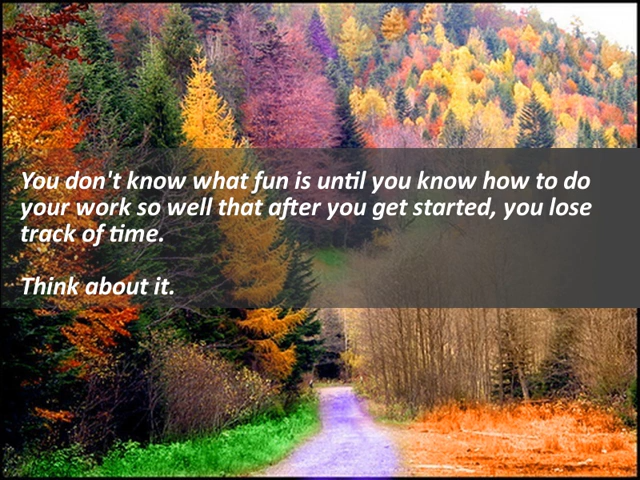 You don't know what fun is until you know how to do
your work so well that after you get started, you lose
track of time.
Think about it.